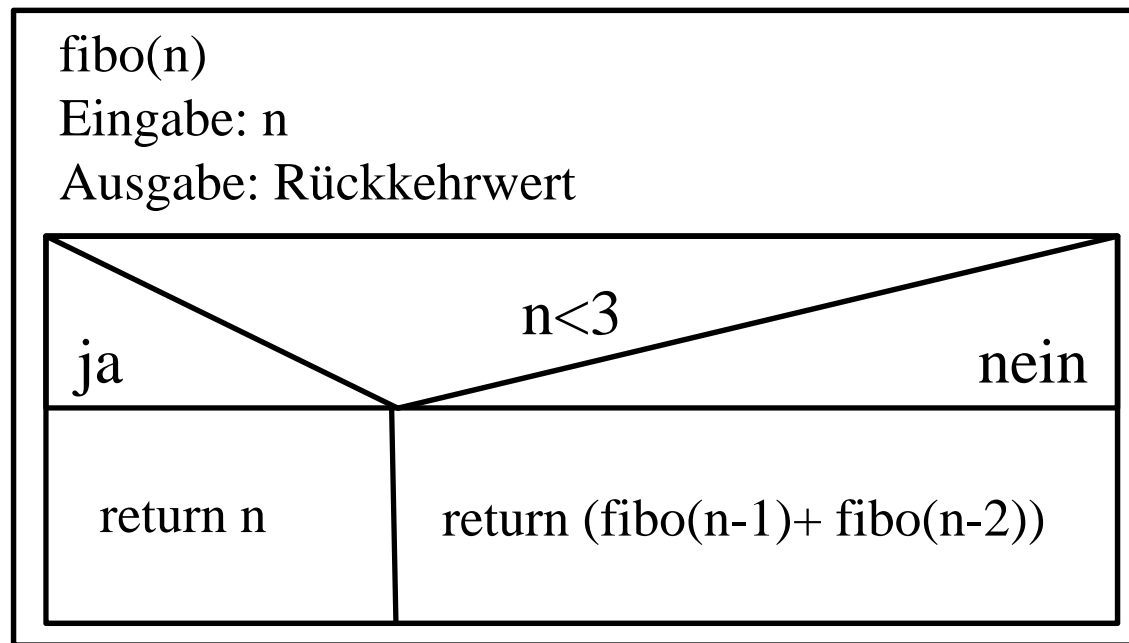 fibo(n)
Eingabe: n
Ausgabe: Rückkehrwert
n<3
ja
nein
return n
return (fibo(n-1)+ fibo(n-2))